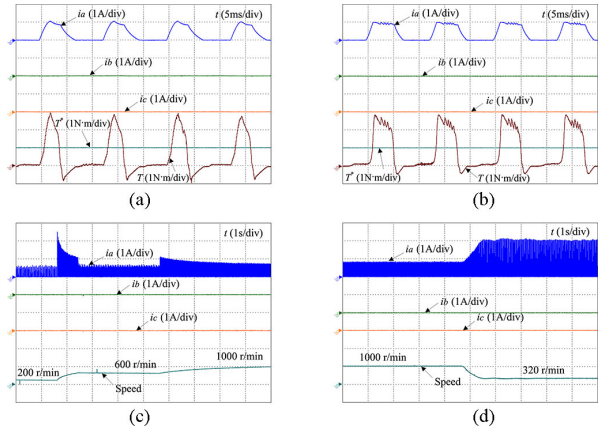 ia (1A/div) t (5ms/div)
ib (1A/div)
ic (1A/div)
T* (1N·m/div)
T (1N·m/div)
(a)
ia (1A/div) t (5ms/div)
ib (1A/div)
ic (1A/div)
T* (1N·m/div) T (1N·m/div)
(b)
t (1s/div)
ia (1A/div)
ib (1A/div)
ic (1A/div)
200 r/min 600 r/min 1000 r/min
Speed
(c)
t (1s/div)
ia (1A/div)
ib (1A/div)
ic (1A/div)
1000 r/min 320 r/min
Speed
(d)